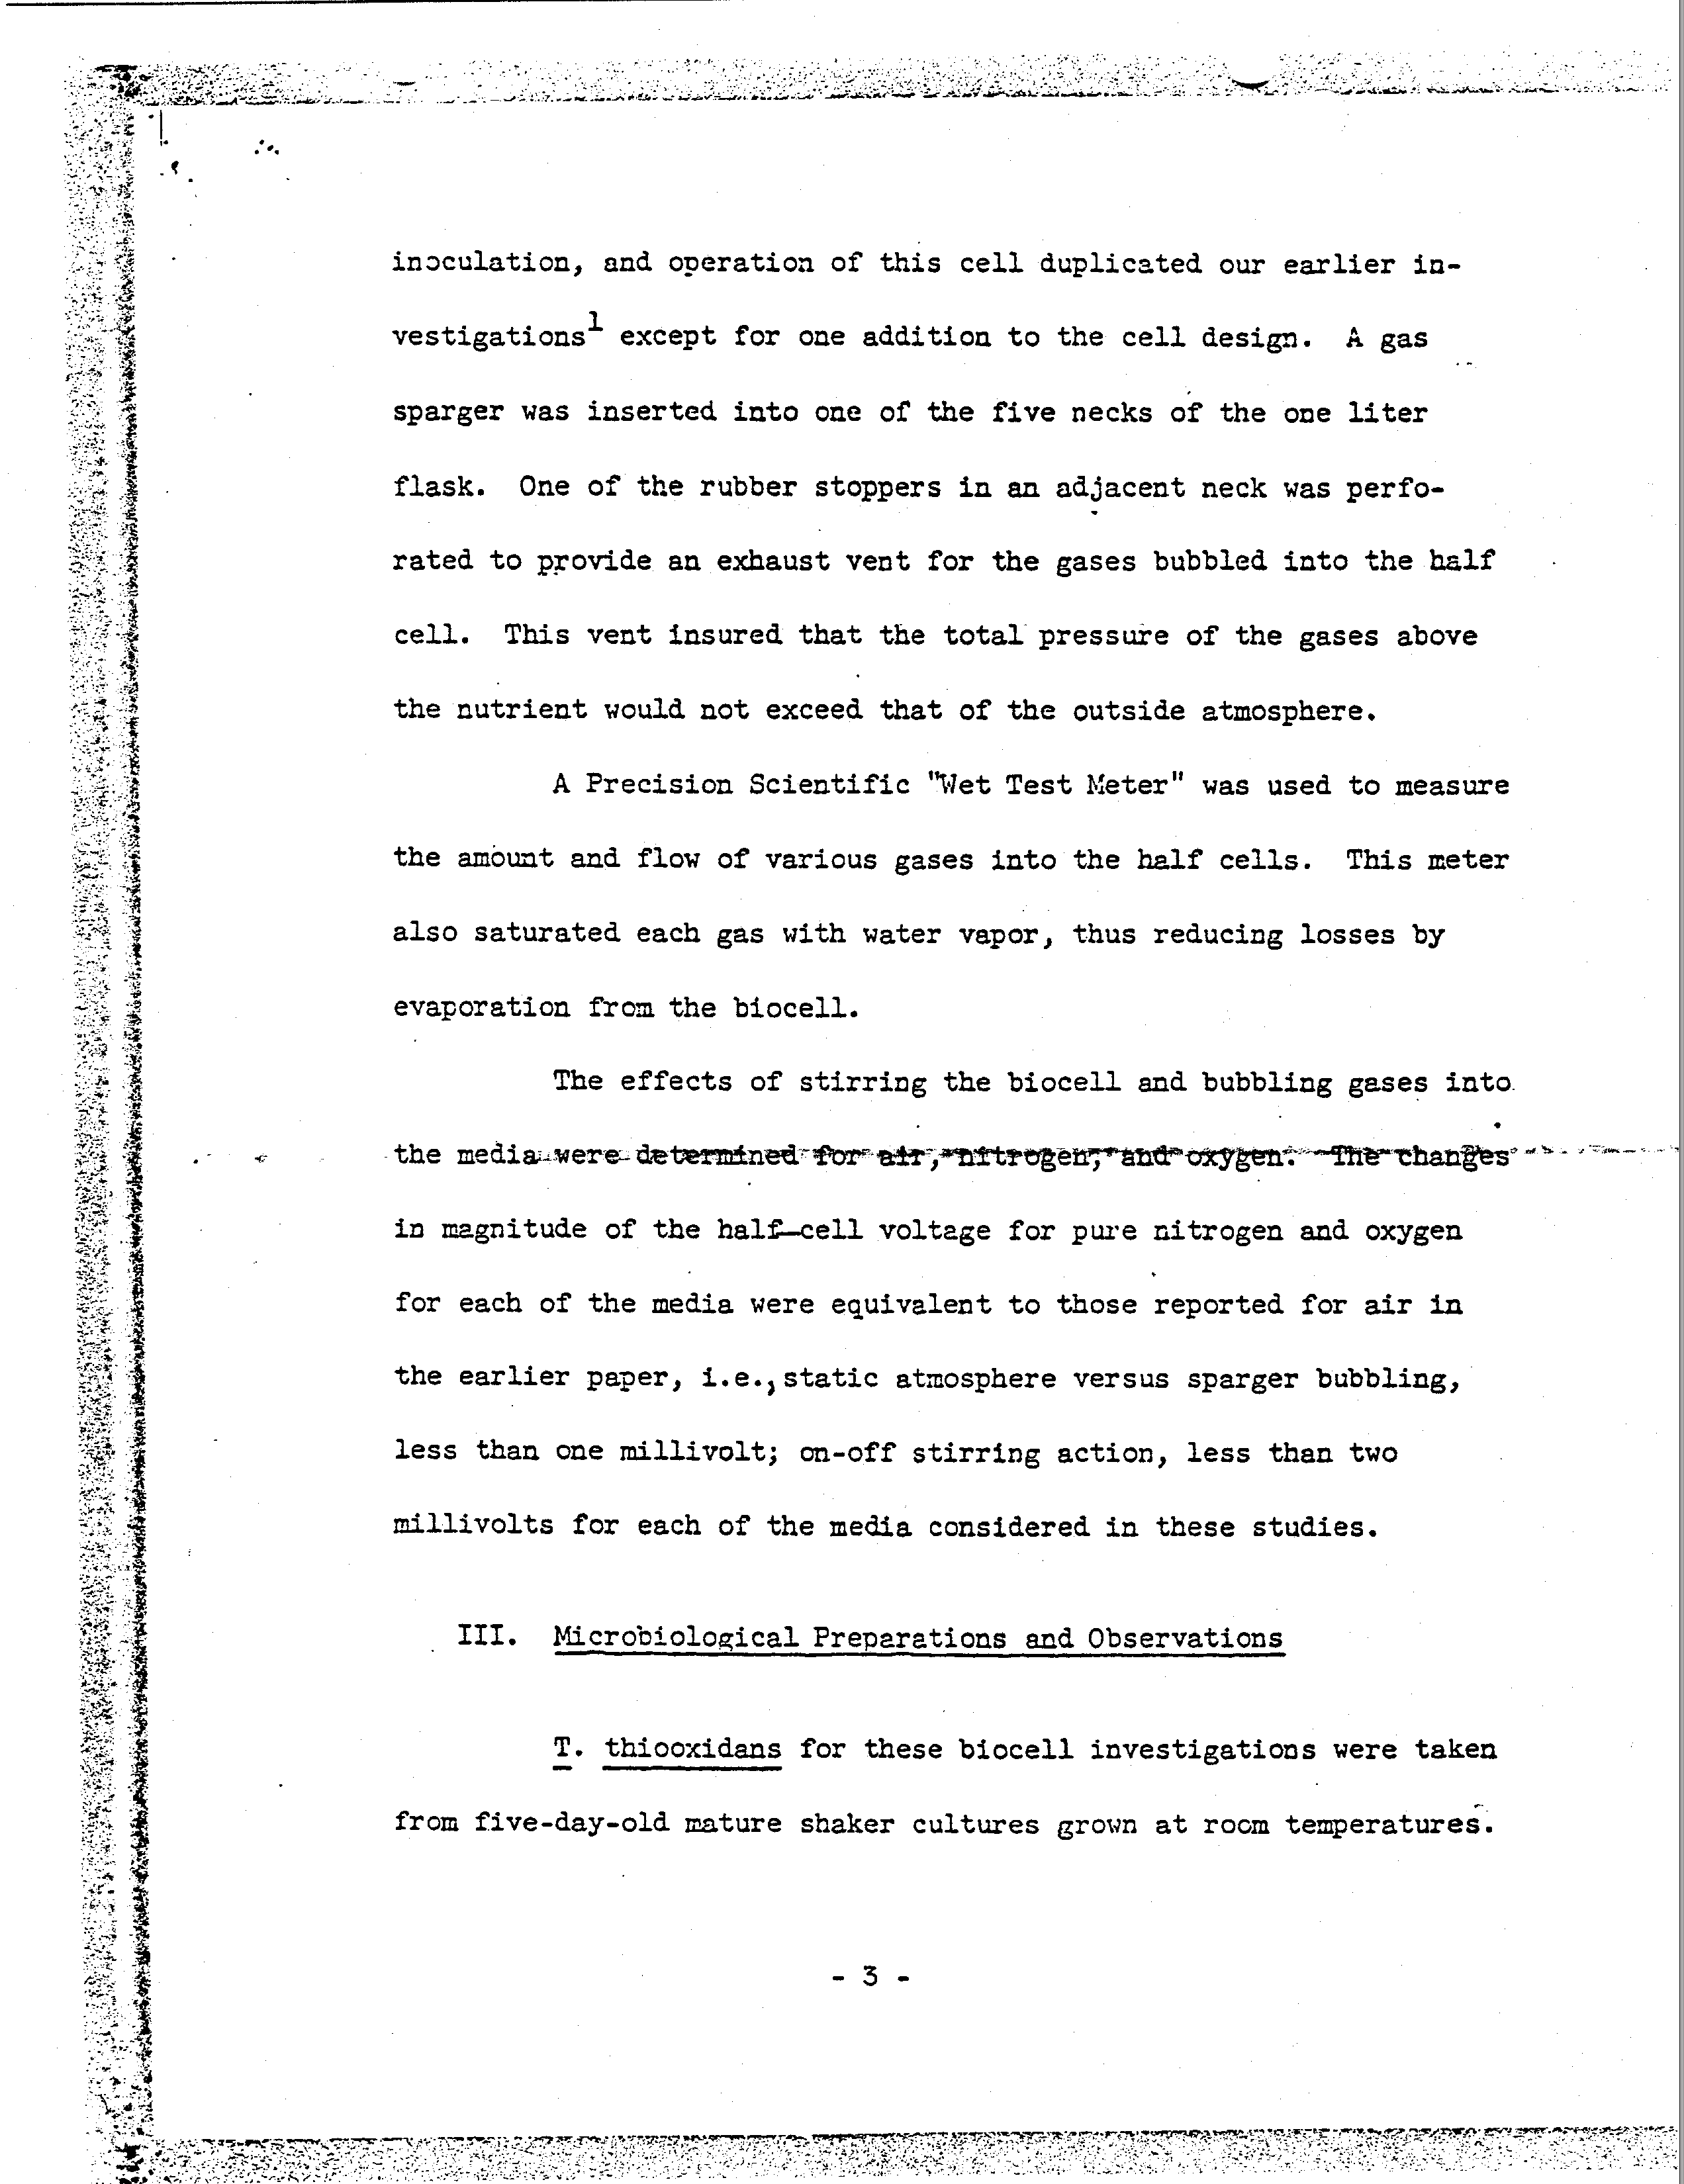 inoculation, and operation of this cell duplicated our earlier in-
vestigations1 except for one addition to the cell design. A gas
sparger was inserted into one of the five necks of the one liter
flask. One of the rubber stoppers in an adjacent neck was perfo-
rated to provide an exhaust vent for the gases bubbled into the half
cell. This vent insured that the total pressure of the gases above
the nutrient would not exceed that of the outside atmosphere.
A Precision Scientific "Wet Test Meter" was used to measure
the amount and flow of various gases into the half cells. This meter
also saturated each gas with water vapor, thus reducing losses by
evaporation from the biocell.
The effects of stirring the biocell and bubbling gases into
the media were determined for air, nitrogen, and oxygen. The changes
in magnitude of the half-cell voltage for pure nitrogen and oxygen
for each of the media were equivalent to those reported for air in
the earlier paper, i.e., static atmosphere versus sparger bubbling,
less than one millivolt; on-off stirring action, less than two
millivolts for each of the media considered in these studies.
III. Microbiological Preparations and Observations
T. thiooxidans for these biocell investigations were taken
from five-day-old mature shaker cultures grown at room temperatures.
- 3 -